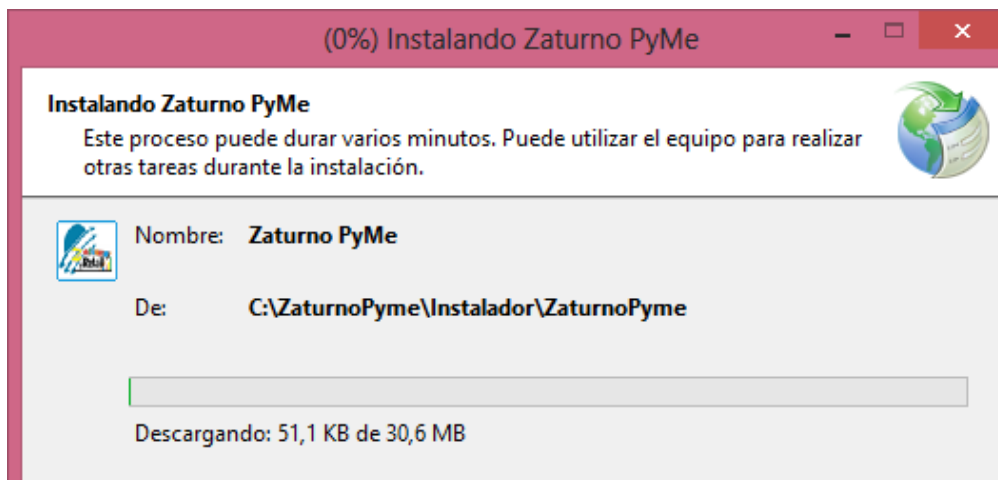 (0%) Instalando Zaturno PyMe
Instalando Zaturno PyMe
Este proceso puede durar varios minutos. Puede utilizar el equipo para realizar
otras tareas durante la instalación.
Nombre: Zaturno PyMe
De: C:\ZaturnoPyme\Instalador\ZaturnoPyme
Descargando: 51,1 KB de 30,6 MB